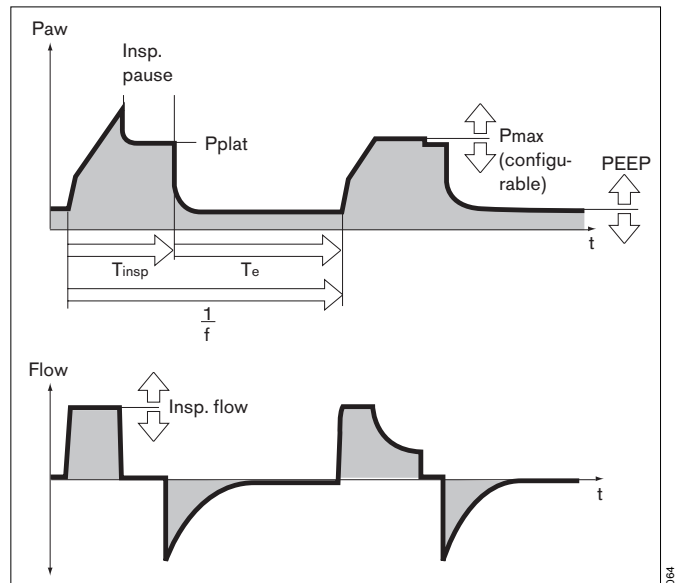 Paw
Insp.
pause
Pplat
Pmax
(configu-
rable)
PEEP
t
Tinsp
Te
1
f
Flow
Insp. flow
t
064